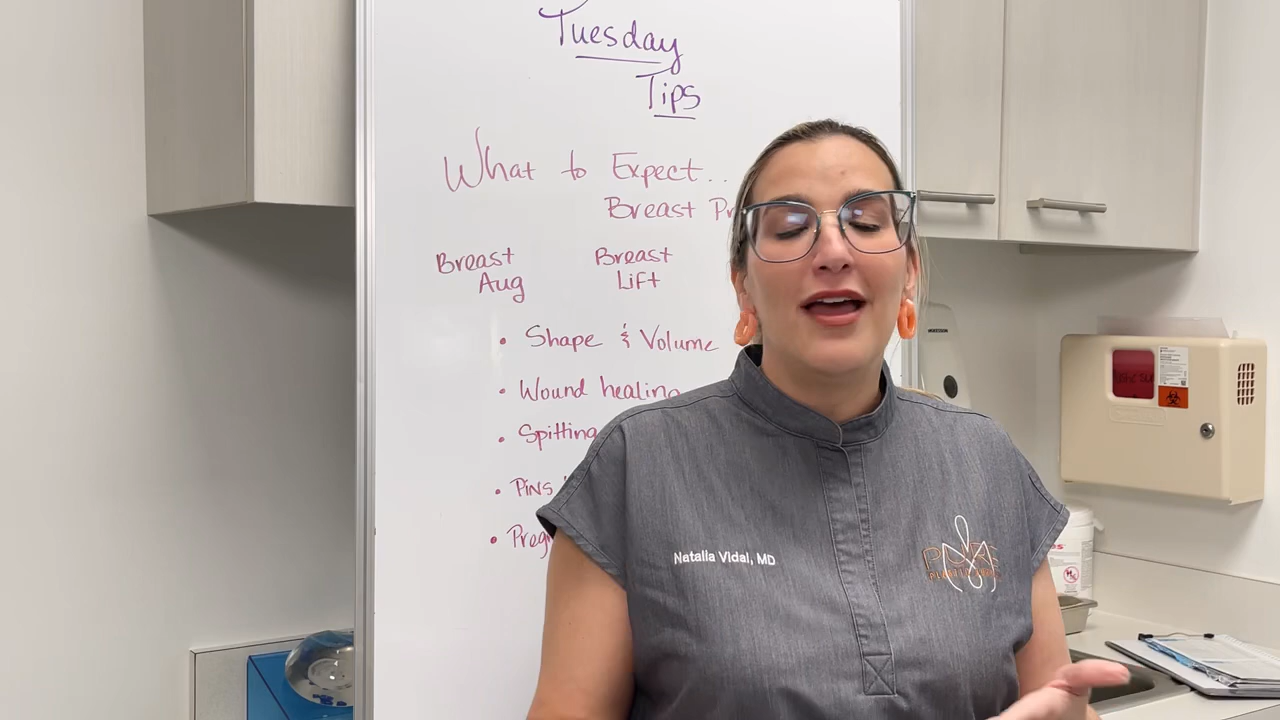 Tuesday
Tips
What to Expect..
Breast
Breast
Aug
Breast
Lift
• Shape & Volume
• Wound healing
• Spitting
• Pins
Natalia Vidal, MD
PURE